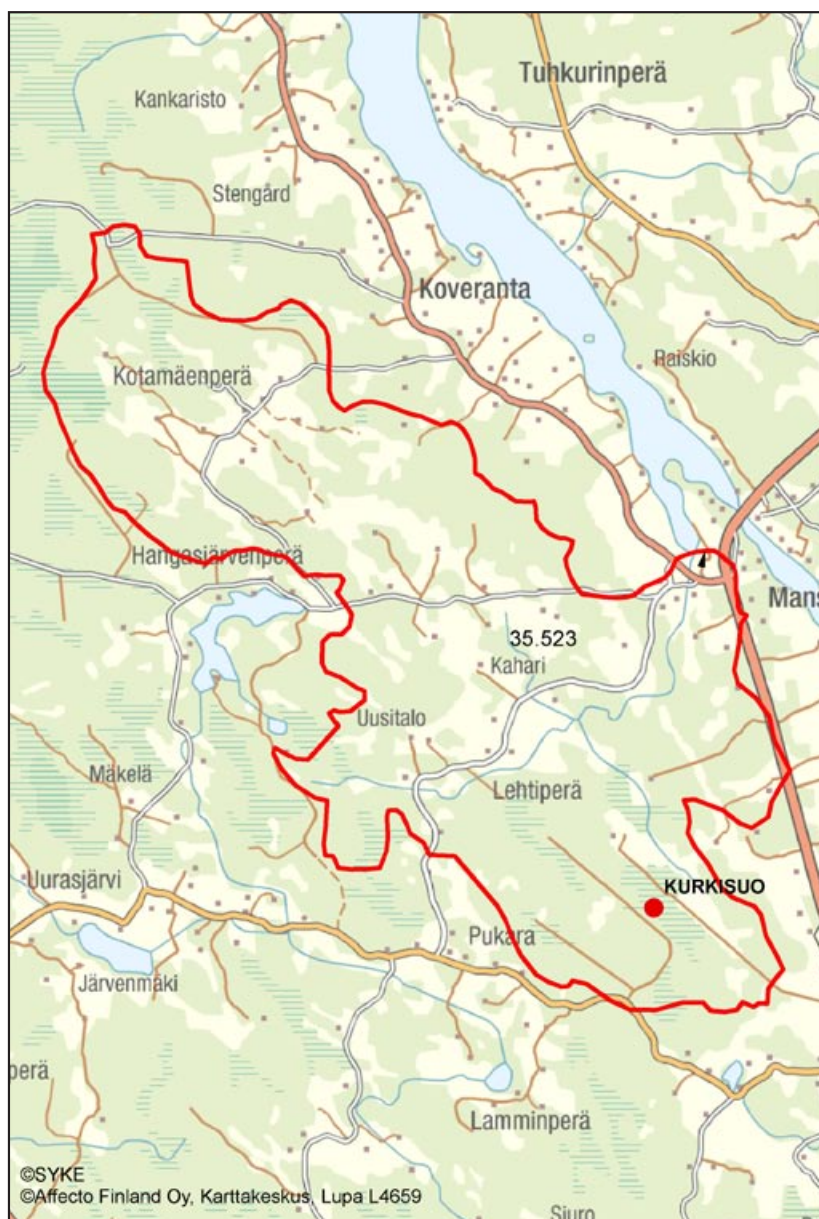 Tuhkurinperä
Kankaristo
Stengård
Koveranta
Raiskio
Kotamäenperä
Hangasjärvenperä
Mans
35.523
Kahari
Uusitalo
Mäkelä
Lehtiperä
Uurasjärvi
KURKISUO
Pukara
Järvenmäki
perä
Lamminperä
©SYKE
©Affecto Finland Oy, Karttakeskus, Lupa L4659
Siuro